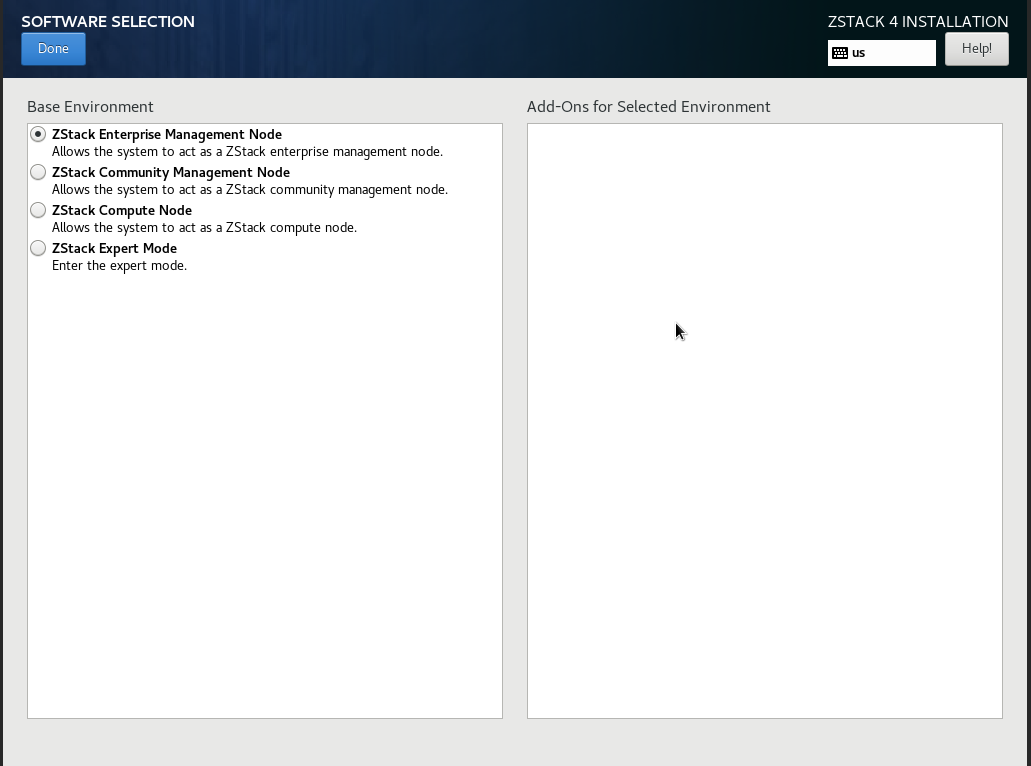 SOFTWARE SELECTION
ZSTACK 4 INSTALLATION
Done
us
Help!
Base Environment
Add-Ons for Selected Environment
ZStack Enterprise Management Node
Allows the system to act as a ZStack enterprise management node.
ZStack Community Management Node
Allows the system to act as a ZStack community management node.
ZStack Compute Node
Allows the system to act as a ZStack compute node.
ZStack Expert Mode
Enter the expert mode.